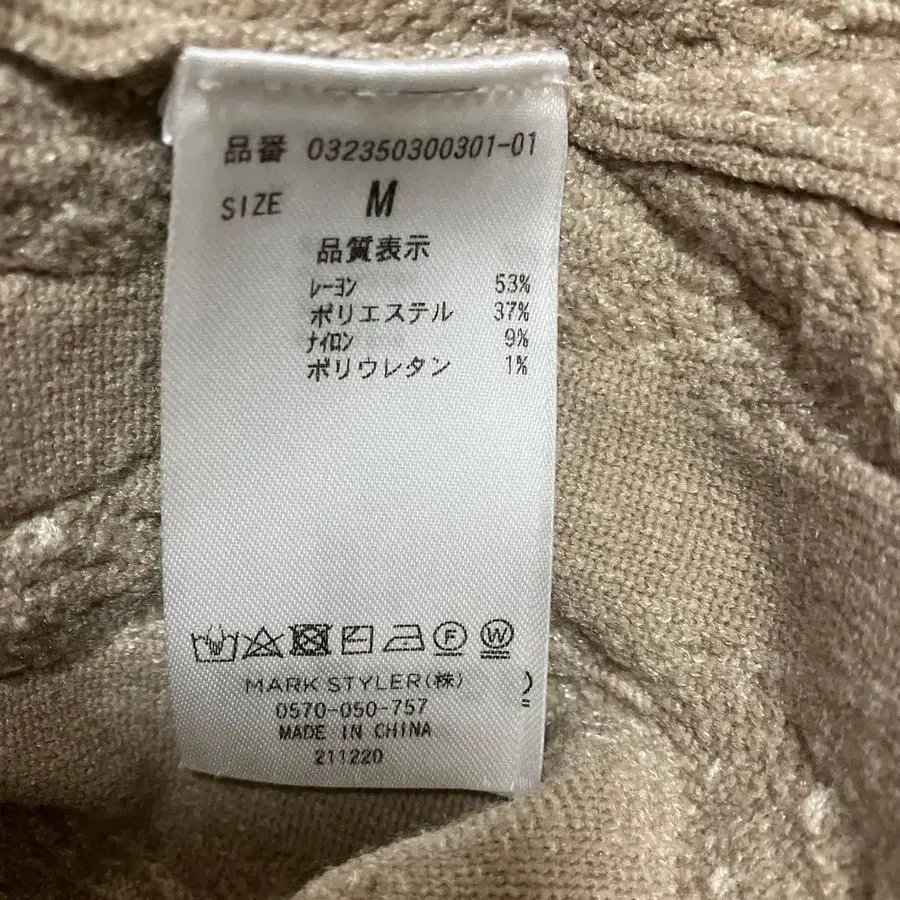 品番 032350300301-01
SIZE M
品質表示
レーヨン 53%
ポリエステル 37%
ナイロン 9%
ポリウレタン 1%
F W
MARK STYLER(株)
0570-050-757
MADE IN CHINA
211220